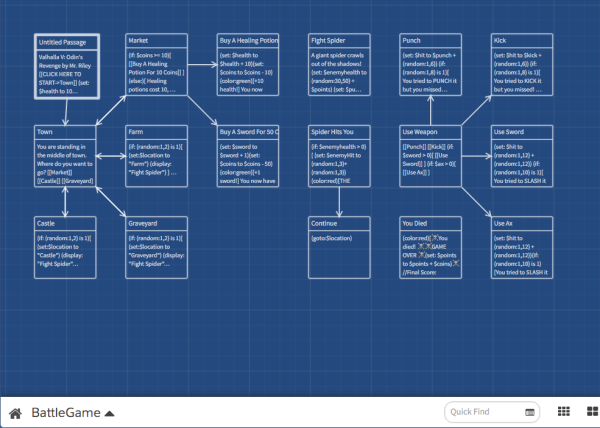 Untitled Passage
Valhalla V: Odin's
Revenge by Mr. Riley
[[CLICK HERE TO
START->Town]] (set:
$health to 10...
Market
(if: $coins >= 10)[
[[Buy A Healing
Potion For 10 Coins]] ]
(else:)[ Healing
potions cost 10, ...
Buy A Healing Potion
(set: $health to
$health + 10)(set:
$coins to $coins - 10)
(color:green)[+10
health!] You now
Fight Spider
A giant spider crawls
out of the shadows!
(set: $enemyhealth to
(random:30,50) +
$points) (set: $pu...
Punch
(set: $hit to $punch +
(random:1,6)) (if:
(random:1,8) is 1)[
You tried to PUNCH it
but you missed! ...
Kick
(set: $hit to $kick +
(random:1,6)) (if:
(random:1,8) is 1)[
You tried to KICK it
but you missed! ...
Town
You are standing in
the middle of town.
Where do you want to
go? [[Market]]
[[Castle]] [[Graveyard]
Farm
(if: (random:1,2) is 1)[
(set:$location to
"Farm") (display:
"Fight Spider") ] ...
Buy A Sword For 50 C
(set: $sword to
$sword + 1)(set:
$coins to $coins - 50)
(color:green)[+1
sword!] You now have
Spider Hits You
(if: $enemyhealth > 0)
[ (set: $enemyHit to
(random:1,3)+
(random:1,3))
(color:red)[THE
Use Weapon
[[Punch]] [[Kick]] (if:
$sword > 0)[ [[Use
Sword]] ] (if: $ax > 0)[
[[Use Ax]] ]
Use Sword
(set: $hit to
(random:1,12) +
(random:1,12)) (if:
(random:1,10) is 1)[
You tried to SLASH it
Castle
(if: (random:1,2) is 1)[
(set:$location to
"Castle") (display:
"Fight Spider"...
Graveyard
(if: (random:1,2) is 1)[
(set:$location to
"Graveyard") (display:
"Fight Spider"...
Continue
(goto:$location)
You Died
(color:red)[☠You
died! ☠☠GAME
OVER ☠(set: $points
to $points + $coins)☠
//Final Score:
Use Ax
(set: $hit to
(random:1,12) +
(random:1,12))(if:
(random:1,10) is 1)
[You tried to SLASH it
BattleGame
Quick Find